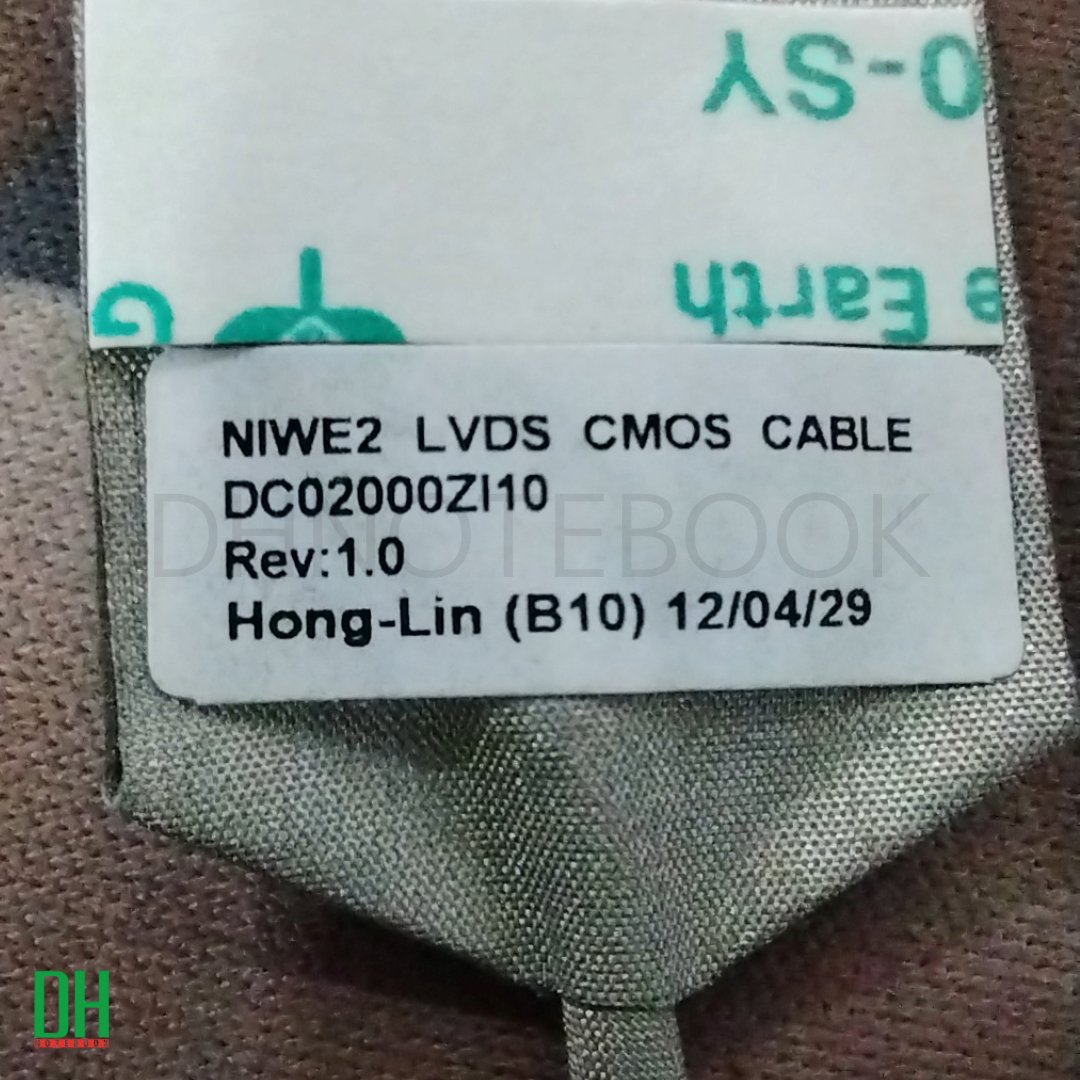 0-SY
e Earth
G
NIWE2 LVDS CMOS CABLE
DC02000ZI10
Rev:1.0
Hong-Lin (B10) 12/04/29
DHNOTEBOOK
DH
NOTEBOOK